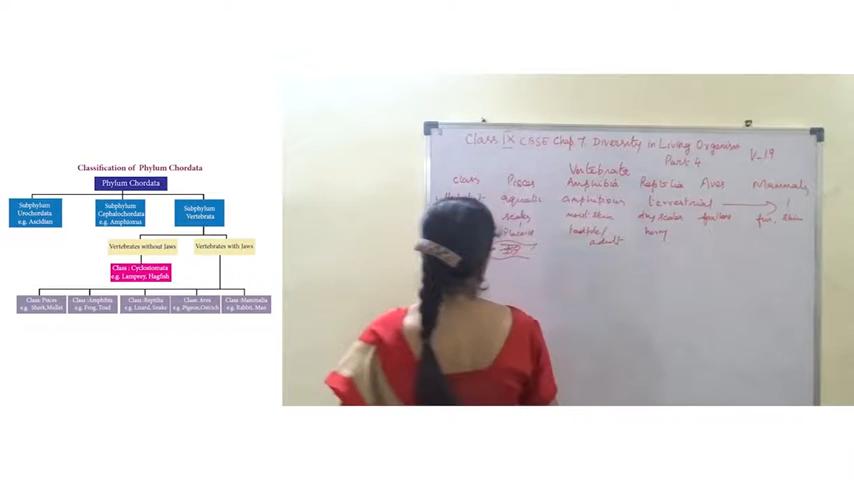 Classification of Phylum Chordata
Phylum Chordata
Subphylum
Urochordata
e.g. Ascidian
Subphylum
Cephalochordata
e.g. Amphioxus
Subphylum
Vertebrata
Vertebrates without Jaws
Vertebrates with Jaws
Class : Cyclostomata
e.g. Lamprey, Hagfish
Class: Pisces
e.g. Shark, Mullet
Class: Amphibia
e.g. Frog, Toad
Class: Reptilia
e.g. Lizard, Snake
Class: Aves
e.g. Pigeon, Ostrich
Class: Mammalia
e.g. Rabbit, Man
Class IX CBSE Chap 7 Diversity in Living Organism
Part 4 V-19
Vertebrate
Class Pisces Amphibia Reptilia Aves Mammals
aquatic amphibious terrestrial
scales moist skin dry scales fur, skin
Placoid tadpole/ horny
adult